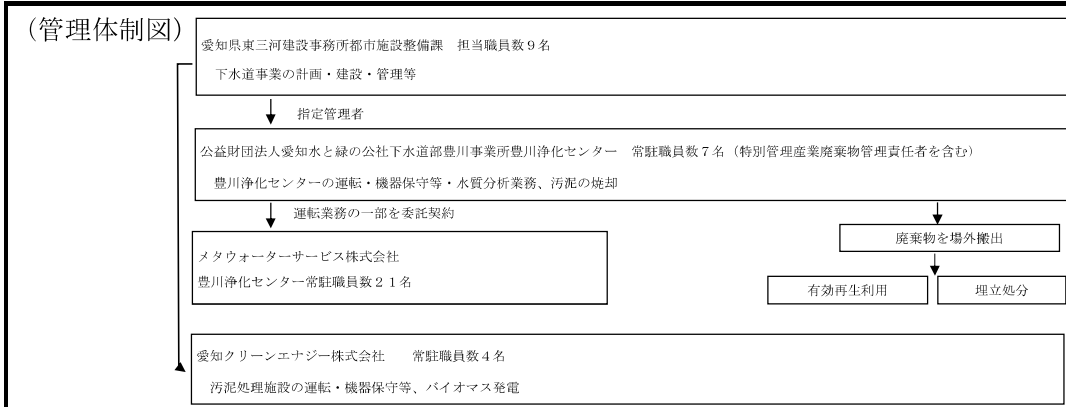 （管理体制図）
愛知県東三河建設事務所都市施設整備課　担当職員数９名
下水道事業の計画・建設・管理等
指定管理者
公益財団法人愛知水と緑の公社下水道部豊川事業所豊川浄化センター　常駐職員数７名（特別管理産業廃棄物管理責任者を含む）
豊川浄化センターの運転・機器保守等・水質分析業務、汚泥の焼却
運転業務の一部を委託契約
廃棄物を場外搬出
メタウォーターサービス株式会社
豊川浄化センター常駐職員数２１名
有効再生利用
埋立処分
愛知クリーンエナジー株式会社　　常駐職員数４名
汚泥処理施設の運転・機器保守等、バイオマス発電